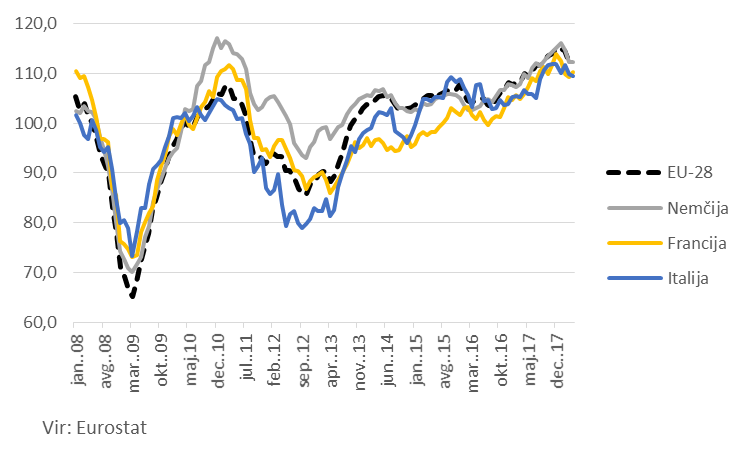 120,0
110,0
100,0
90,0
80,0
70,0
60,0
jan..08
avg..08
mar..09
okt..09
maj..10
dec..10
jul..11
feb..12
sep..12
apr..13
nov..13
jun..14
jan..15
avg..15
mar..16
okt..16
maj..17
dec..17
EU-28
Nemčija
Francija
Italija
Vir: Eurostat